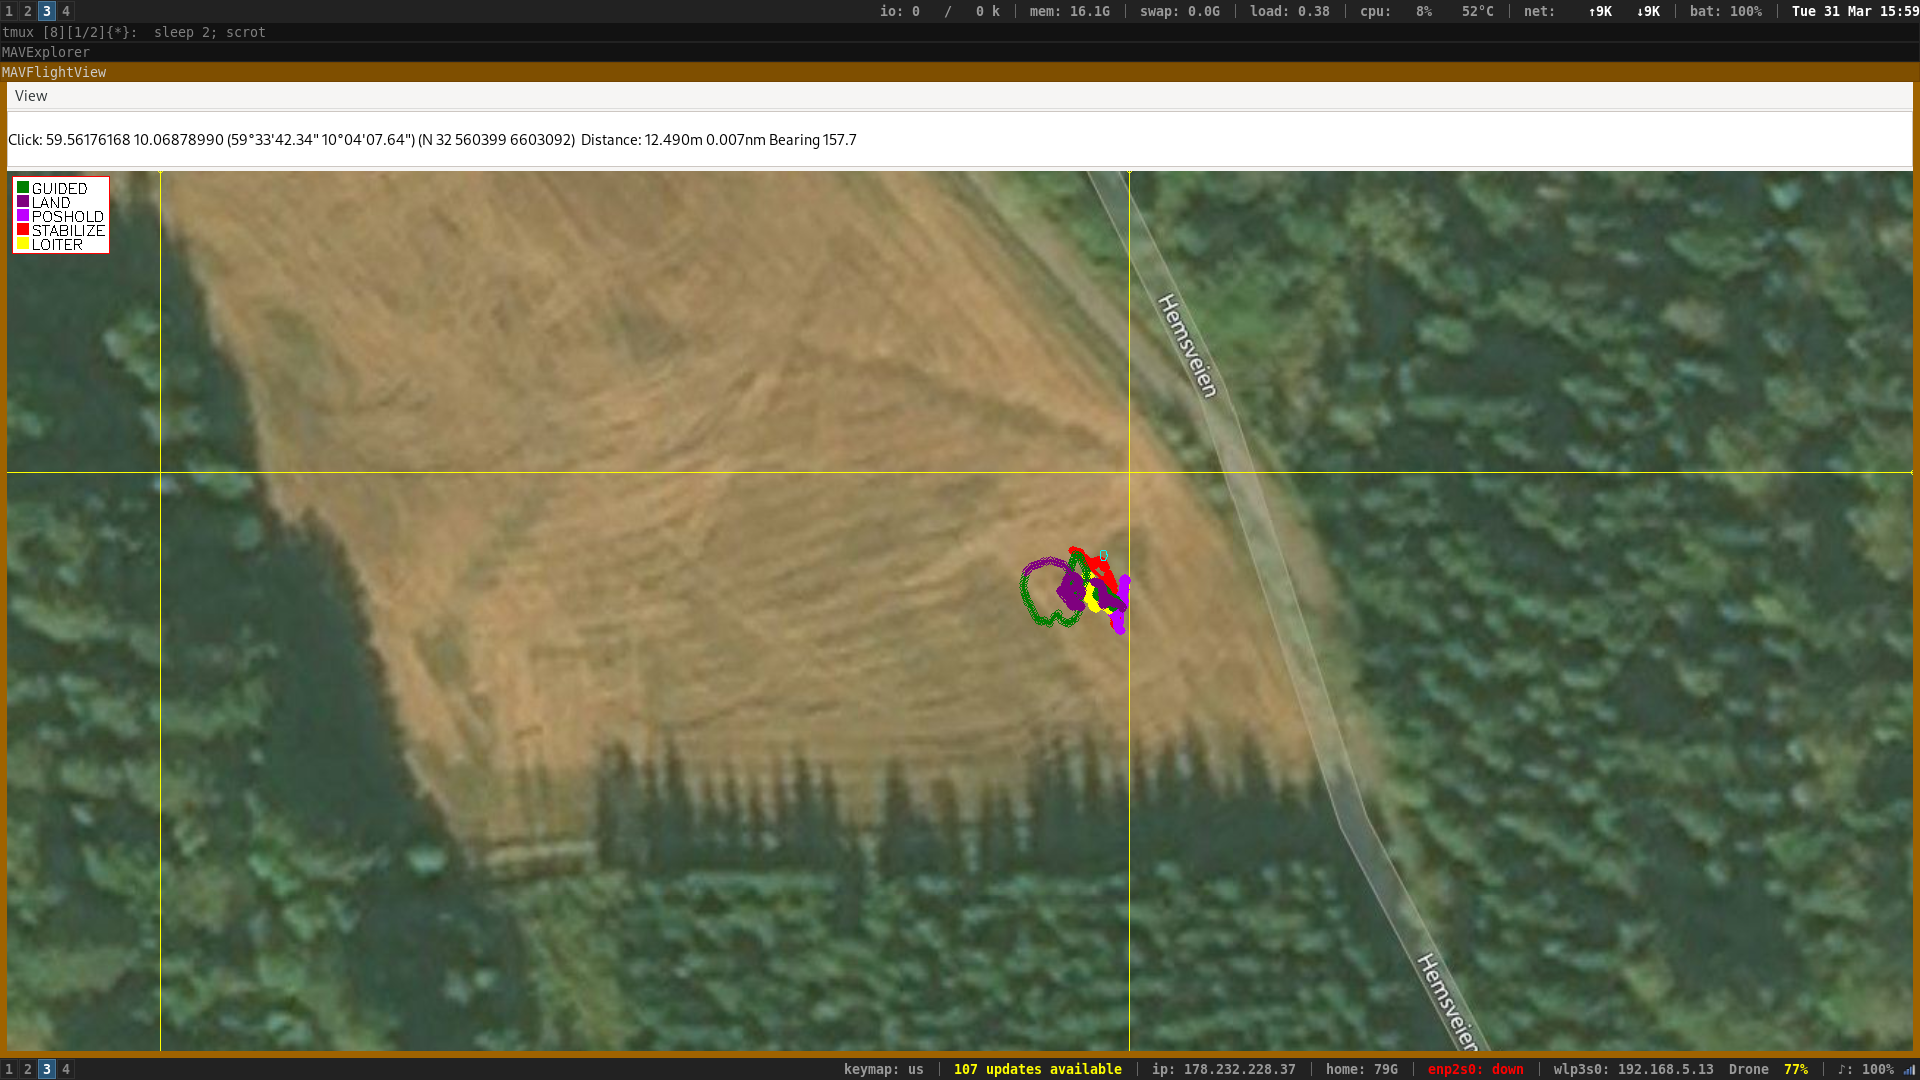 1 2 3 4 io: 0 / 0 k | mem: 16.1G | swap: 0.0G | load: 0.38 | cpu: 8% 52°C | net: ↑9K ↓9K | bat: 100% | Tue 31 Mar 15:59
tmux [8][1/2]{*}: sleep 2; scrot
MAVExplorer
MAVFlightView
View
Click: 59.56176168 10.06878990 (59°33'42.34" 10°04'07.64") (N 32 560399 6603092) Distance: 12.490m 0.007nm Bearing 157.7
GUIDED
LAND
POSHOLD
STABILIZE
LOITER
Hemsveien
0
Hemsveien
1 2 3 4 keymap: us | 107 updates available | ip: 178.232.228.37 | home: 79G | enp2s0: down | wlp3s0: 192.168.5.13 Drone 77% | ♪: 100%